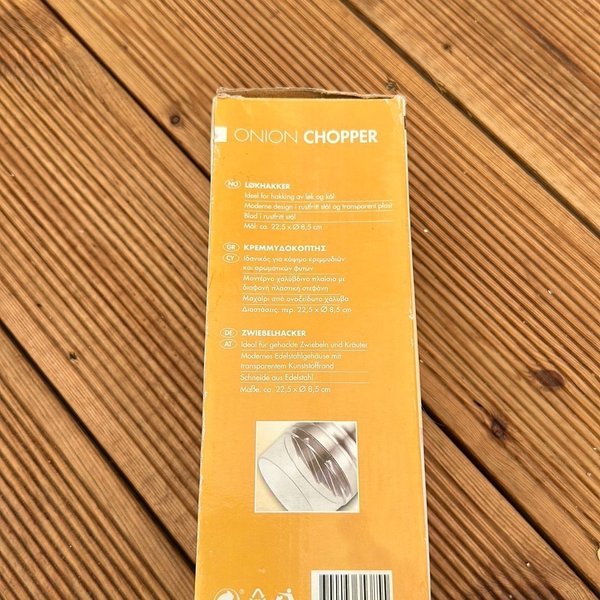 ONION CHOPPER
NO LØKHAKKER
Ideel for hakking av løk og kål
Moderne design i rustfritt stål og transparent plast
Blad i rustfritt stål
Mål: ca. 22,5 x Ø 8,5 cm
GR ΚΡΕΜΜΥΔΟΚΟΠΤΗΣ
CY Ιδανικός για κόψιμο κρεμμυδιών
και αρωματικών φυτών
Μοντέρνο χαλύβδινο πλαίσιο με
διαφανή πλαστική στεφάνη
Μαχαίρι από ανοξείδωτο χάλυβα
Διαστάσεις: περ. 22,5 x Ø 8,5 cm
DE ZWIEBELHACKER
AT Ideal für gehackte Zwiebeln und Kräuter
Modernes Edelstahlgehäuse mit
transparentem Kunststoffrand
Schneide aus Edelstahl
Maße: ca. 22,5 x Ø 8,5 cm